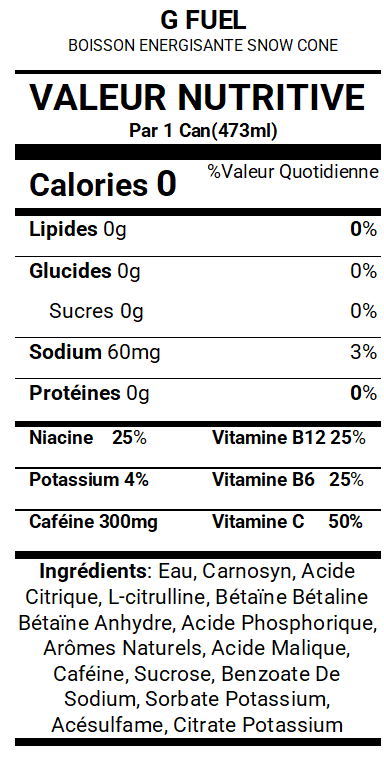 G FUEL
BOISSON ENERGISANTE SNOW CONE
VALEUR NUTRITIVE
Par 1 Can(473ml)
Calories 0 %Valeur Quotidienne
Lipides 0g 0%
Glucides 0g 0%
Sucres 0g 0%
Sodium 60mg 3%
Protéines 0g 0%
Niacine 25% Vitamine B12 25%
Potassium 4% Vitamine B6 25%
Caféine 300mg Vitamine C 50%
Ingrédients: Eau, Carnosyn, Acide
Citrique, L-citrulline, Bétaïne Bétaline
Bétaïne Anhydre, Acide Phosphorique,
Arômes Naturels, Acide Malique,
Caféine, Sucrose, Benzoate De
Sodium, Sorbate Potassium,
Acésulfame, Citrate Potassium